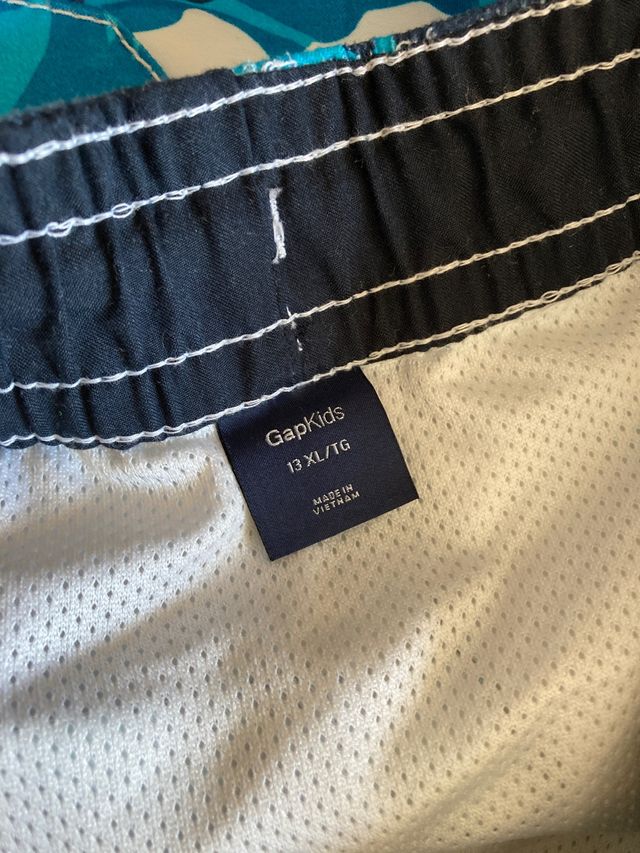 GapKids
13 XL/TG
MADE IN
VIETNAM